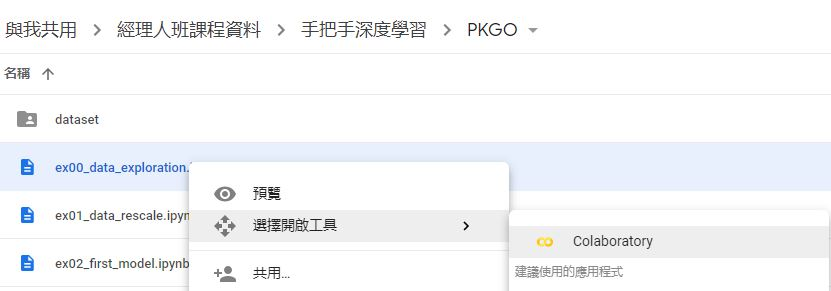 與我共用 > 經理人班課程資料 > 手把手深度學習 > PKGO
名稱
dataset
ex00_data_exploration.
預覽
ex01_data_rescale.ipyn
選擇開啟工具
Colaboratory
ex02_first_model.ipynb
共用...
建議使用的應用程式